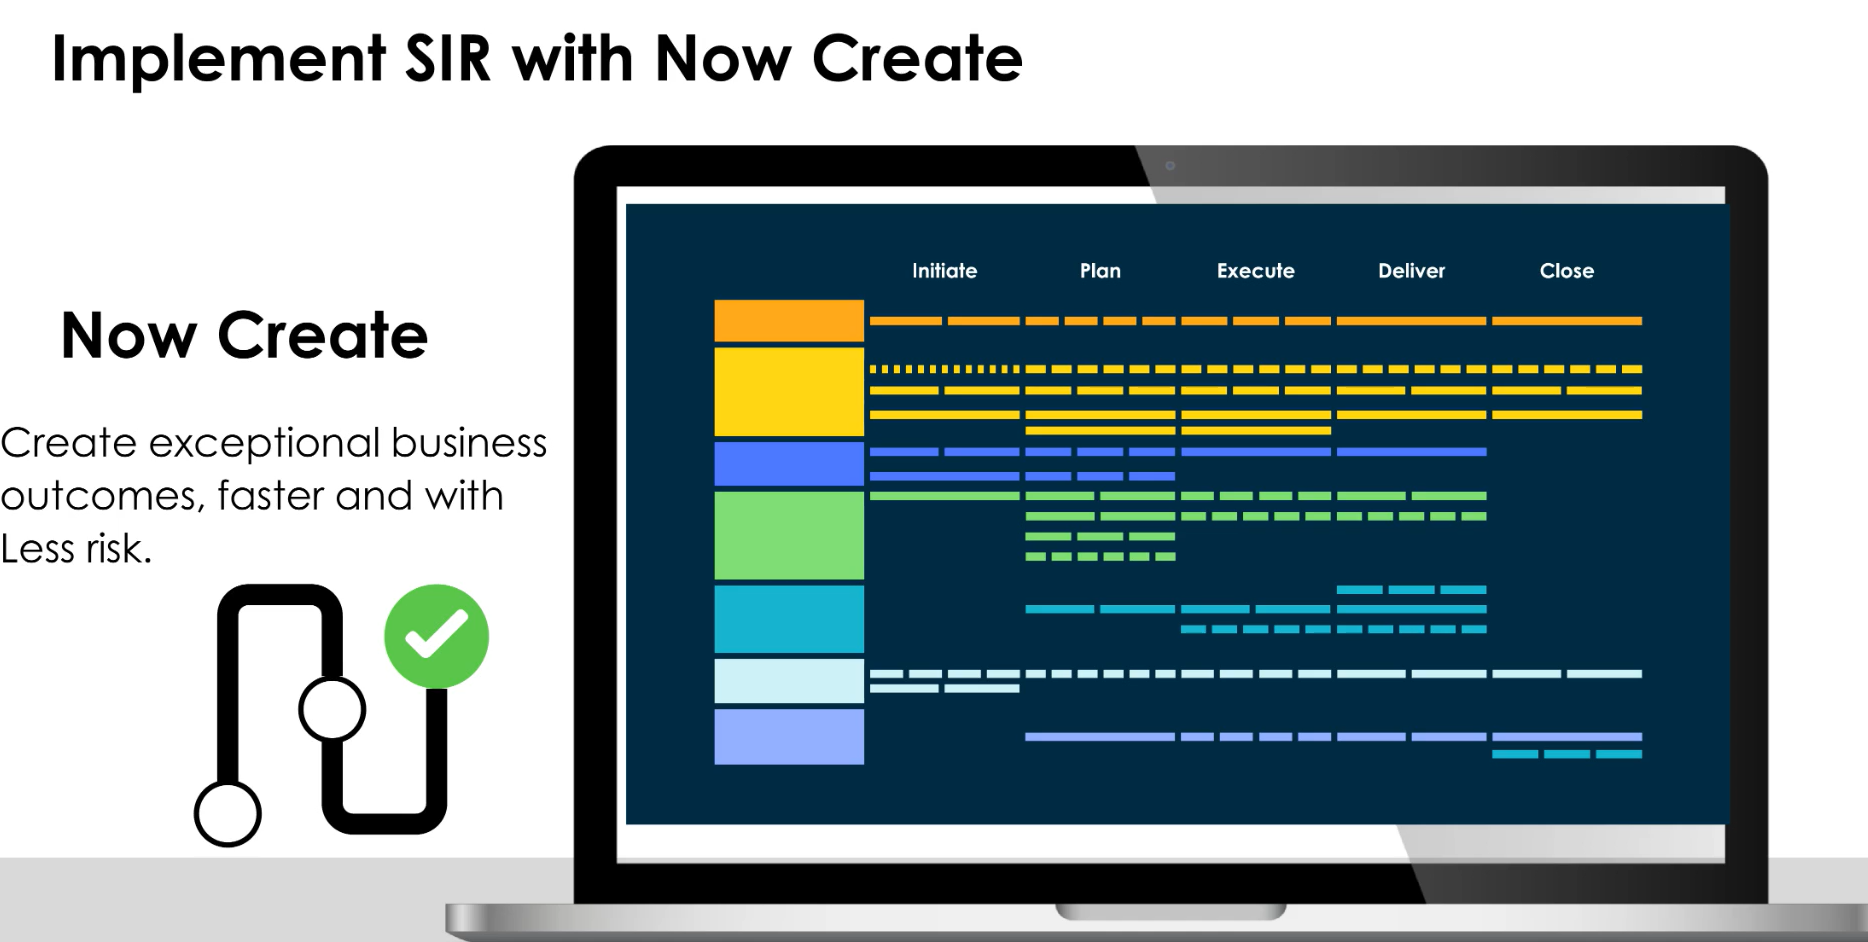 Implement SIR with Now Create
Now Create
Create exceptional business
outcomes, faster and with
Less risk.
Initiate Plan Execute Deliver Close